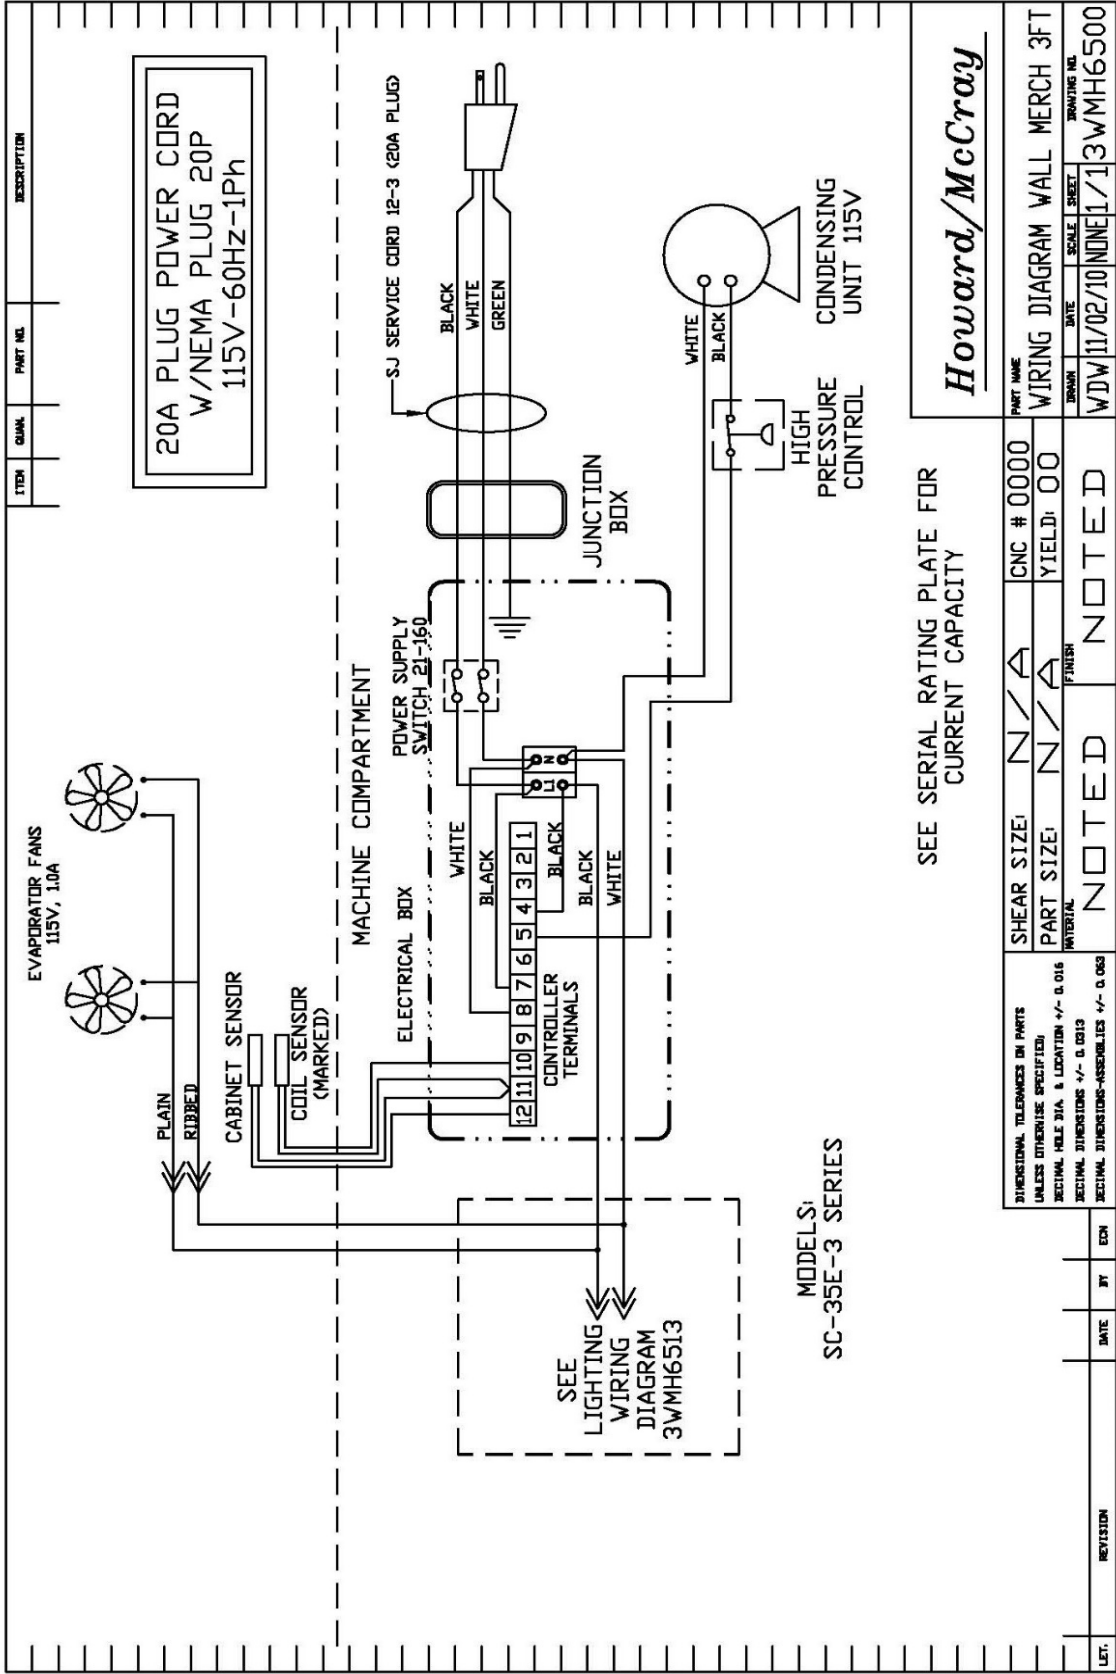 ITEM
QUAN.
PART NO.
DESCRIPTION
20A PLUG POWER CORD
W/NEMA PLUG 20P
115V-60Hz-1Ph
EVAPORATOR FANS
115V, 1.0A
PLAIN
RIBBED
CABINET SENSOR
COIL SENSOR
(MARKED)
MACHINE COMPARTMENT
ELECTRICAL BOX
POWER SUPPLY
SWITCH 21-160
SJ SERVICE CORD 12-3 (20A PLUG)
BLACK
WHITE
GREEN
JUNCTION
BOX
WHITE
BLACK
L1
N
12 11 10 9 8 7 6 5 4 3 2 1
CONTROLLER
TERMINALS
BLACK
BLACK
WHITE
WHITE
BLACK
HIGH
PRESSURE
CONTROL
CONDENSING
UNIT 115V
SEE
LIGHTING
WIRING
DIAGRAM
3WMH6513
MODELS:
SC-35E-3 SERIES
SEE SERIAL RATING PLATE FOR
CURRENT CAPACITY
Howard/McCray
LET.
REVISION
DATE
BY
ECN
DIMENSIONAL TOLERANCES ON PARTS
UNLESS OTHERWISE SPECIFIED:
DECIMAL HOLE DIA. & LOCATION +/- 0.016
DECIMAL DIMENSIONS +/- 0.0313
DECIMAL DIMENSIONS-ASSEMBLIES +/- 0.063
SHEAR SIZE: N/A
CNC # 0000
PART SIZE: N/A
YIELD: 00
MATERIAL
NOTED
FINISH
NOTED
PART NAME
WIRING DIAGRAM WALL MERCH 3FT
DRAWN
WDW
DATE
11/02/10
SCALE
NONE
SHEET
1/1
DRAWING NO.
3WMH6500